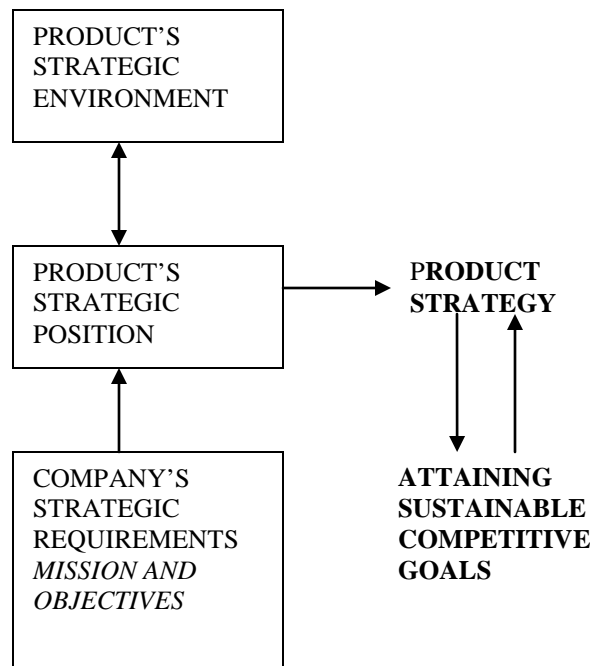 PRODUCT’S
STRATEGIC
ENVIRONMENT
PRODUCT’S
STRATEGIC
POSITION
PRODUCT
STRATEGY
COMPANY’S
STRATEGIC
REQUIREMENTS
MISSION AND
OBJECTIVES
ATTAINING
SUSTAINABLE
COMPETITIVE
GOALS